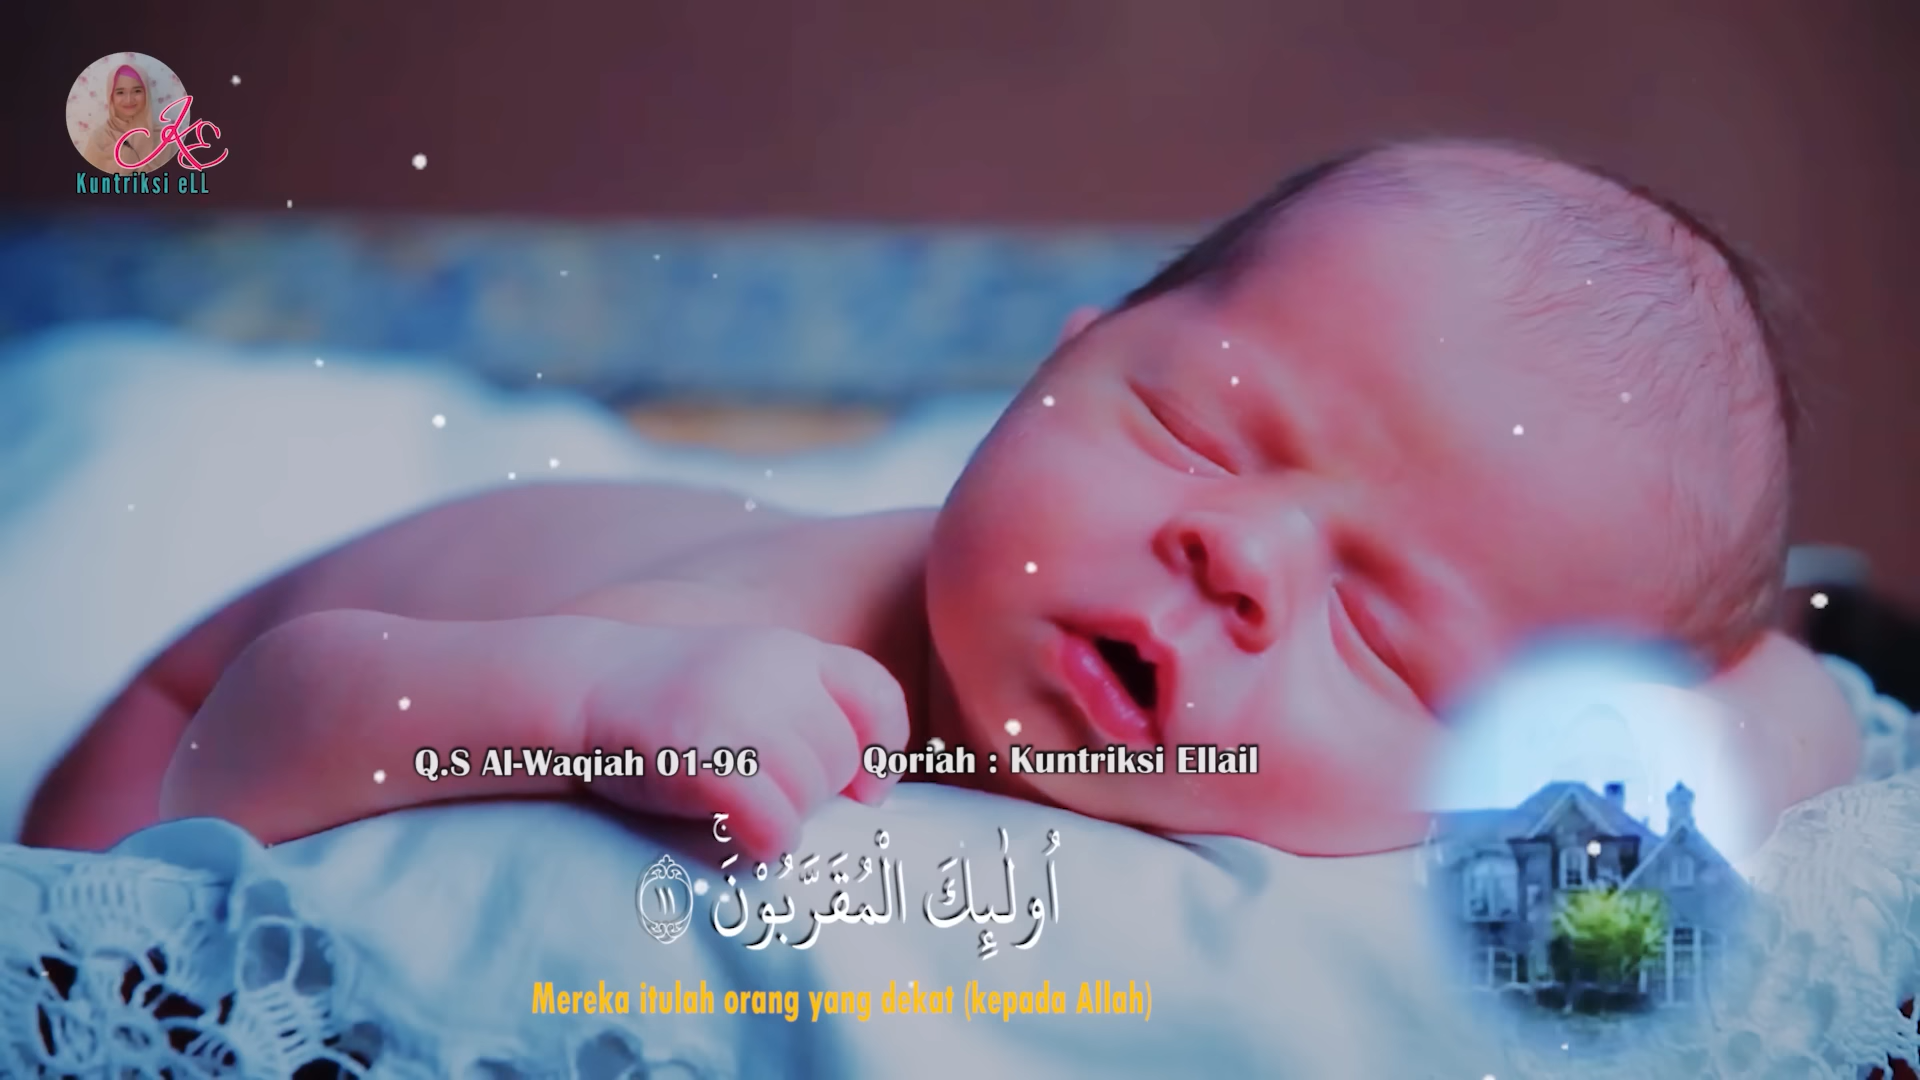 KE
Kuntriksi eLL
Q.S Al-Waqiah 01-96
Qoriah : Kuntriksi Ellail
اُولٰۤىِٕكَ الْمُقَرَّبُوْنَۚ ١١
Mereka itulah orang yang dekat (kepada Allah)